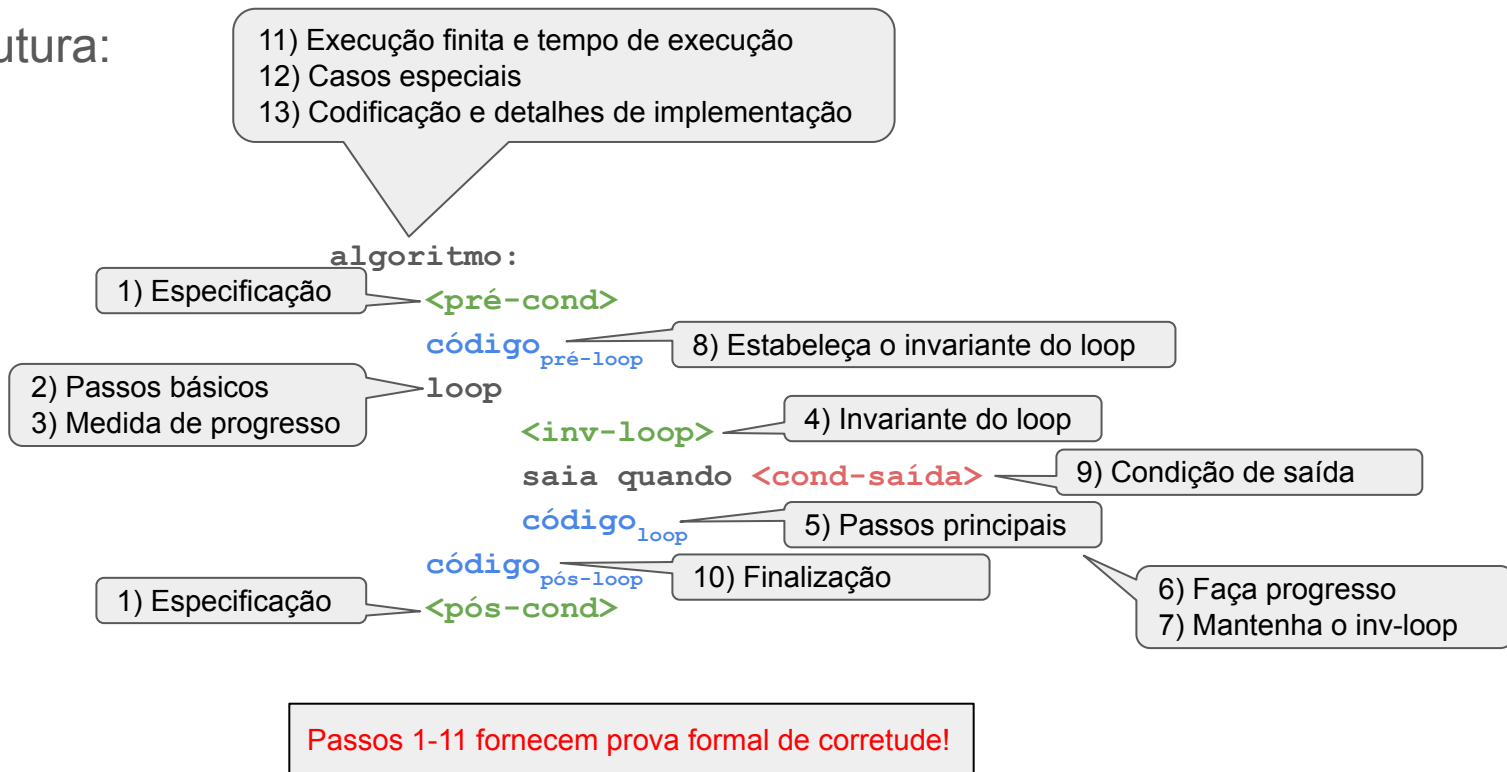 utura:
11) Execução finita e tempo de execução
12) Casos especiais
13) Codificação e detalhes de implementação
algoritmo:
1) Especificação
<pré-cond>
código pré-loop
8) Estabeleça o invariante do loop
2) Passos básicos
3) Medida de progresso
loop
<inv-loop>
4) Invariante do loop
saia quando <cond-saída>
9) Condição de saída
código loop
5) Passos principais
6) Faça progresso
7) Mantenha o inv-loop
código pós-loop
10) Finalização
1) Especificação
<pós-cond>
Passos 1-11 fornecem prova formal de corretude!